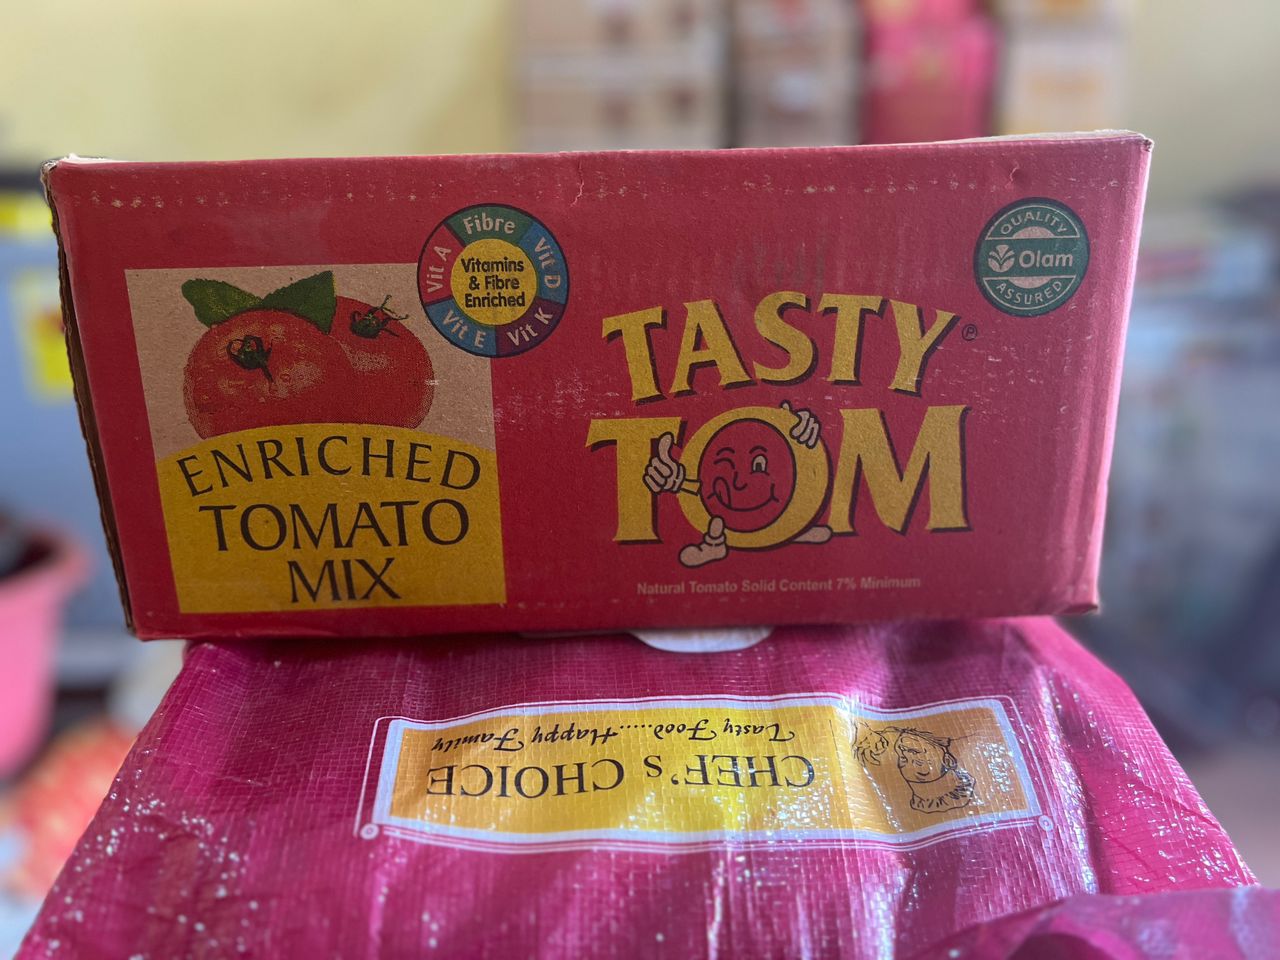 Vit A
Fibre
Vit D
Vit K
Vit E
Vitamins
& Fibre
Enriched
ENRICHED
TOMATO
MIX
TASTY
TOM
®
Natural Tomato Solid Content 7% Minimum
QUALITY
Olam
ASSURED
CHEF's CHOICE
Tasty Food.....Happy Family